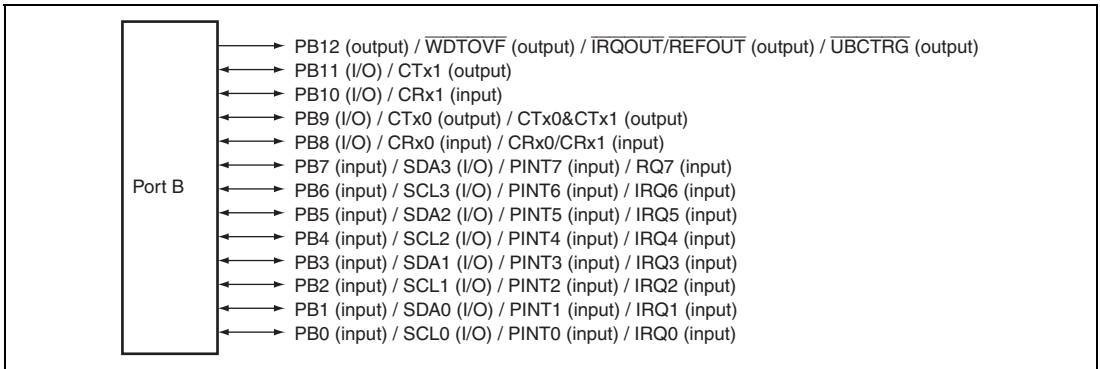 PB12 (output) / WDTOVF (output) / IRQOUT/REFOUT (output) / UBCTRG (output)
PB11 (I/O) / CTx1 (output)
PB10 (I/O) / CRx1 (input)
PB9 (I/O) / CTx0 (output) / CTx0&CTx1 (output)
PB8 (I/O) / CRx0 (input) / CRx0/CRx1 (input)
PB7 (input) / SDA3 (I/O) / PINT7 (input) / RQ7 (input)
Port B
PB6 (input) / SCL3 (I/O) / PINT6 (input) / IRQ6 (input)
PB5 (input) / SDA2 (I/O) / PINT5 (input) / IRQ5 (input)
PB4 (input) / SCL2 (I/O) / PINT4 (input) / IRQ4 (input)
PB3 (input) / SDA1 (I/O) / PINT3 (input) / IRQ3 (input)
PB2 (input) / SCL1 (I/O) / PINT2 (input) / IRQ2 (input)
PB1 (input) / SDA0 (I/O) / PINT1 (input) / IRQ1 (input)
PB0 (input) / SCL0 (I/O) / PINT0 (input) / IRQ0 (input)